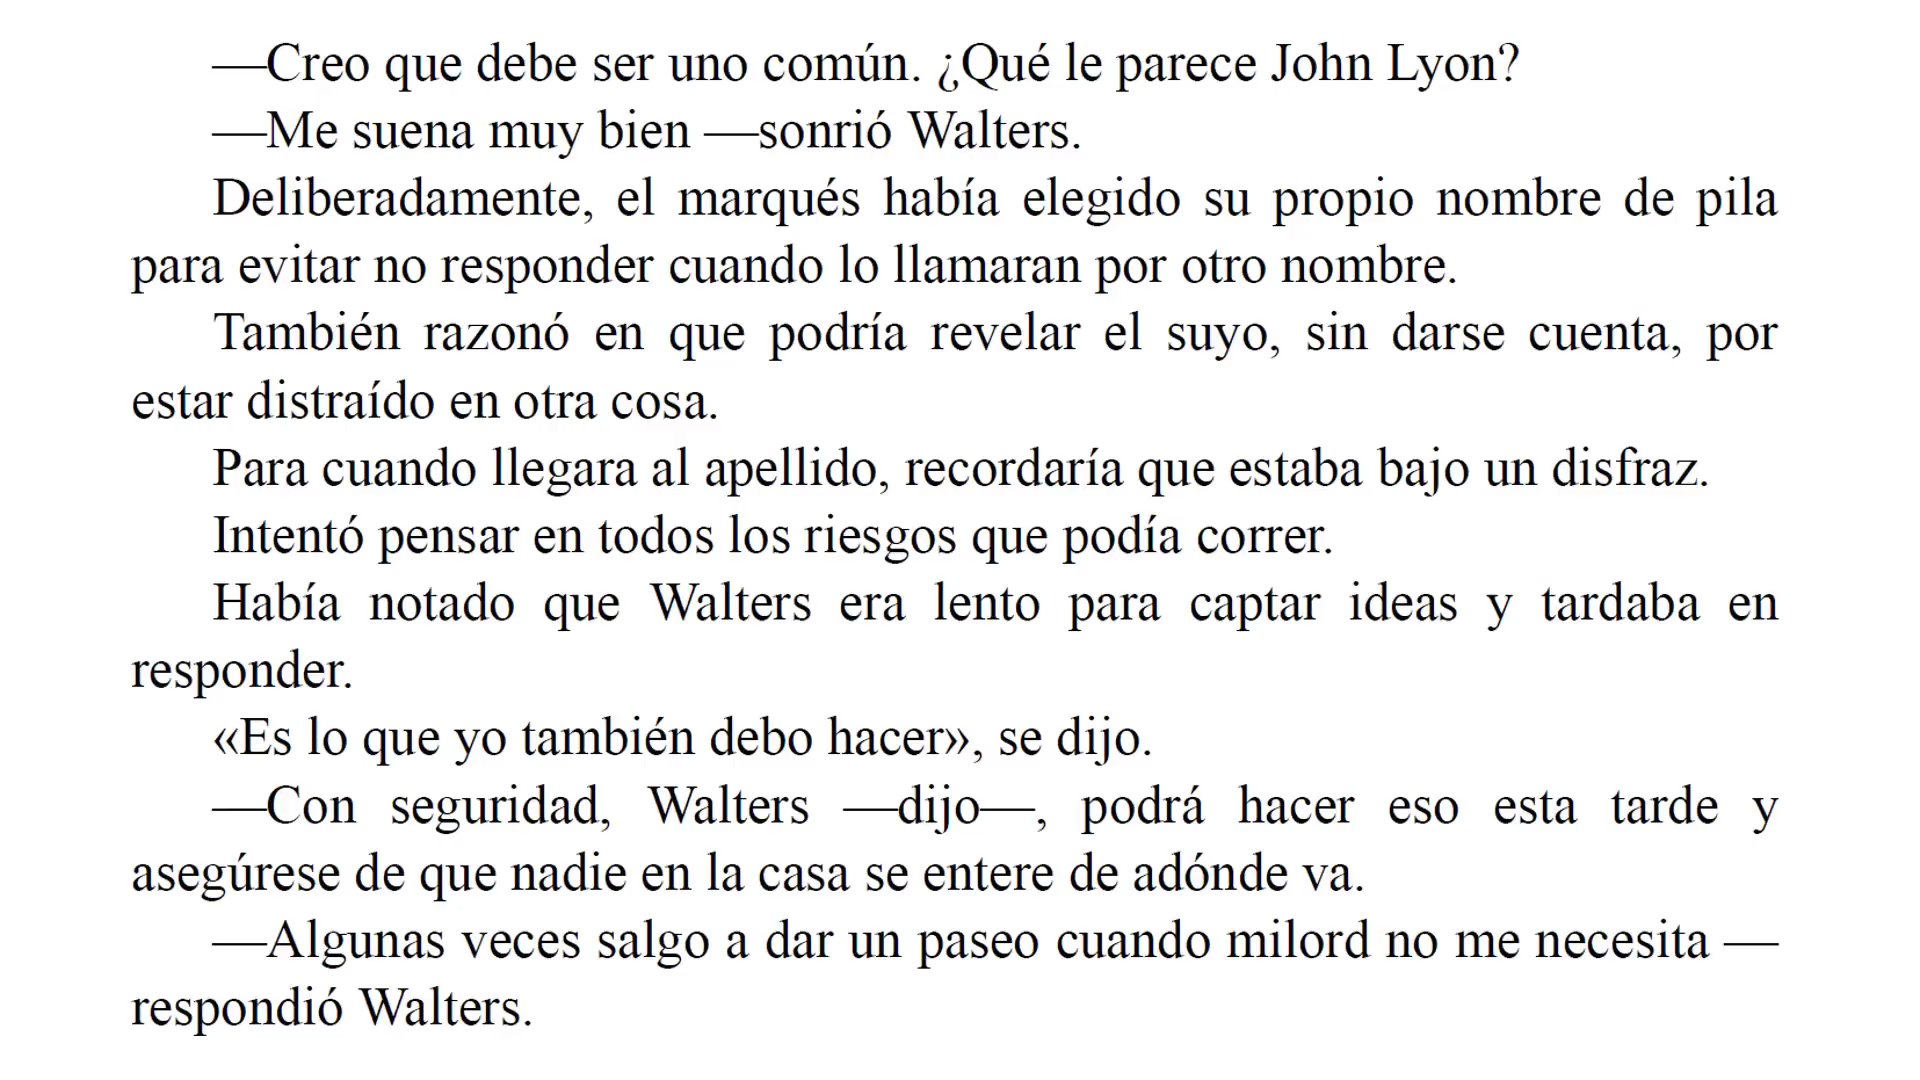 —Creo que debe ser uno común. ¿Qué le parece John Lyon?
—Me suena muy bien —sonrió Walters.
Deliberadamente, el marqués había elegido su propio nombre de pila
para evitar no responder cuando lo llamaran por otro nombre.
También razonó en que podría revelar el suyo, sin darse cuenta, por
estar distraído en otra cosa.
Para cuando llegara al apellido, recordaría que estaba bajo un disfraz.
Intentó pensar en todos los riesgos que podía correr.
Había notado que Walters era lento para captar ideas y tardaba en
responder.
«Es lo que yo también debo hacer», se dijo.
—Con seguridad, Walters —dijo—, podrá hacer eso esta tarde y
asegúrese de que nadie en la casa se entere de adónde va.
—Algunas veces salgo a dar un paseo cuando milord no me necesita —
respondió Walters.